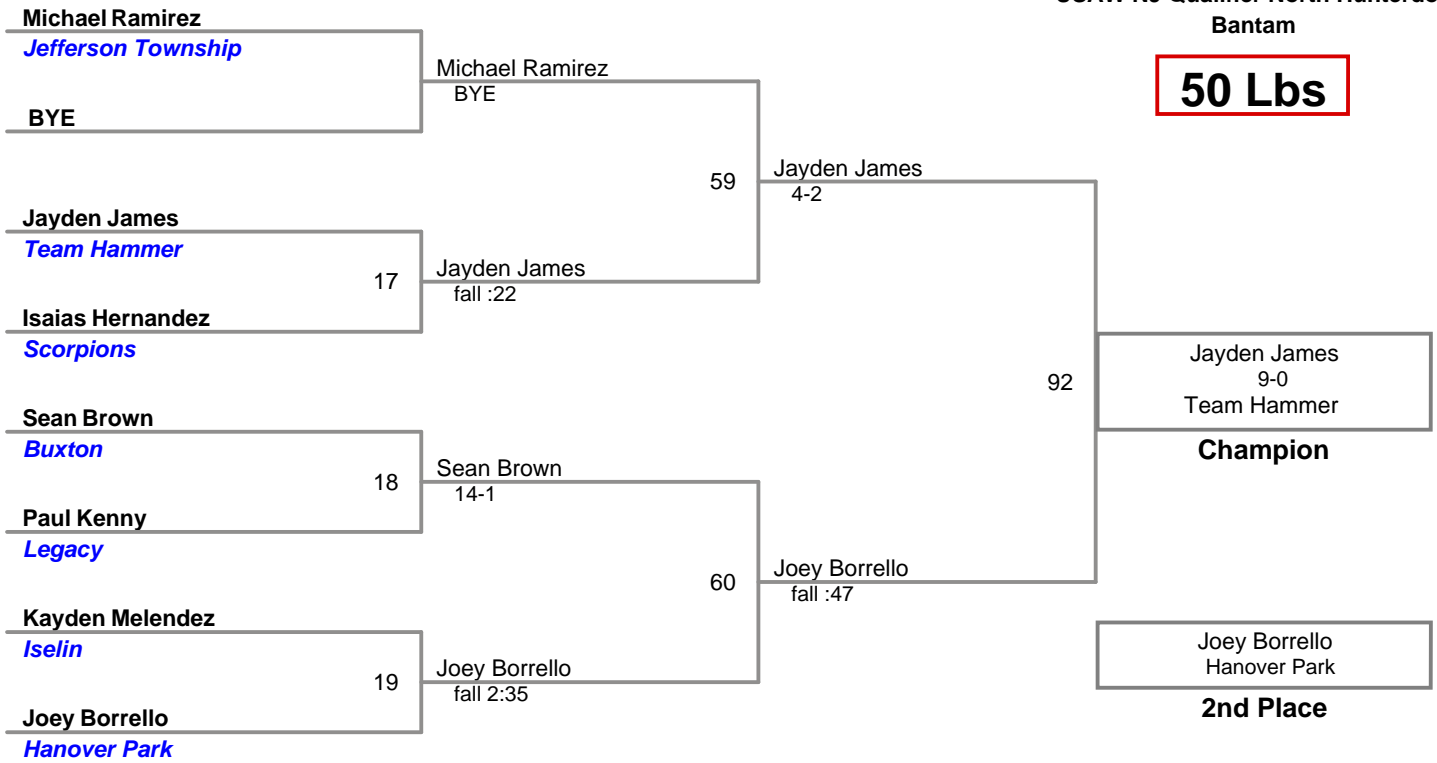 Bantam
50 Lbs
Michael Ramirez
Jefferson Township
BYE
Jayden James
Team Hammer
Isaias Hernandez
Scorpions
Sean Brown
Buxton
Paul Kenny
Legacy
Kayden Melendez
Iselin
Joey Borrello
Hanover Park
Michael Ramirez
BYE
17
Jayden James
fall :22
18
Sean Brown
14-1
19
Joey Borrello
fall 2:35
59
Jayden James
4-2
60
Joey Borrello
fall :47
92
Jayden James
9-0
Team Hammer
Champion
Joey Borrello
Hanover Park
2nd Place